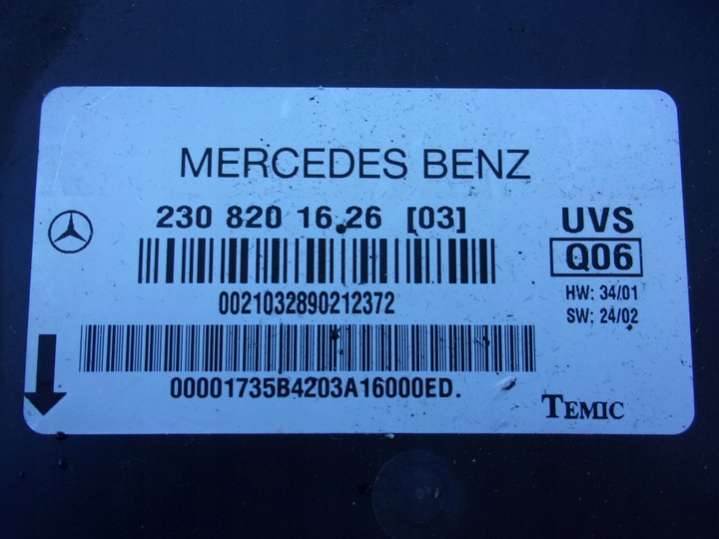 MERCEDES BENZ
230 820 16 26 [03]
UVS
Q06
0021032890212372
HW: 34/01
SW: 24/02
00001735B4203A16000ED.
TEMIC